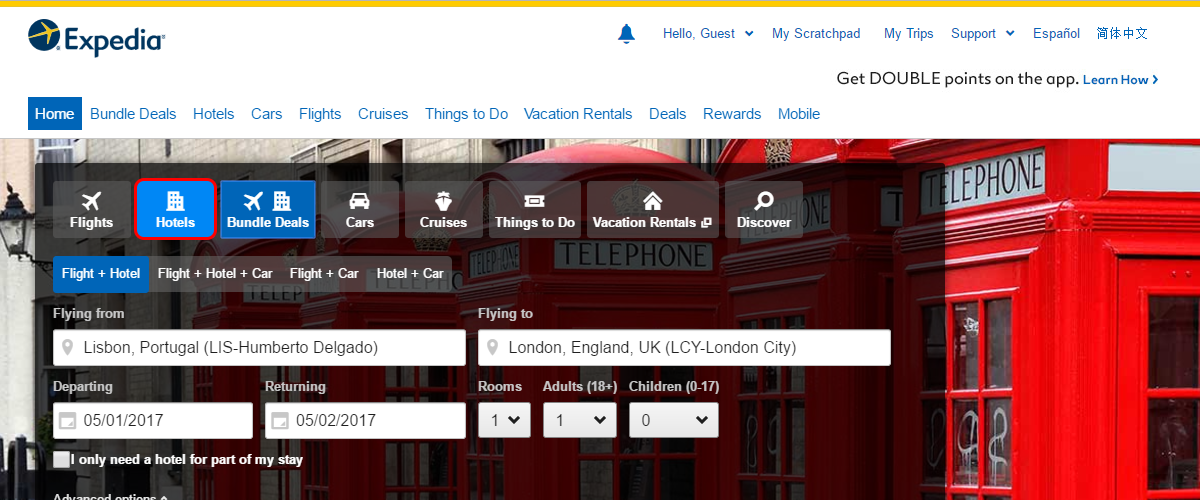 Expedia®
Hello, Guest My Scratchpad My Trips Support Español 简体中文
Get DOUBLE points on the app. Learn How
Home Bundle Deals Hotels Cars Flights Cruises Things to Do Vacation Rentals Deals Rewards Mobile
TELEPHONE
Flights Hotels Bundle Deals Cars Cruises Things to Do Vacation Rentals Discover
TELEPHONE TELEPHONE
Flight + Hotel Flight + Hotel + Car Flight + Car Hotel + Car
TELEP
Flying from Flying to
Lisbon, Portugal (LIS-Humberto Delgado) London, England, UK (LCY-London City)
Departing Returning Rooms Adults (18+) Children (0-17)
05/01/2017 05/02/2017 1 1 0
I only need a hotel for part of my stay
Advanced options